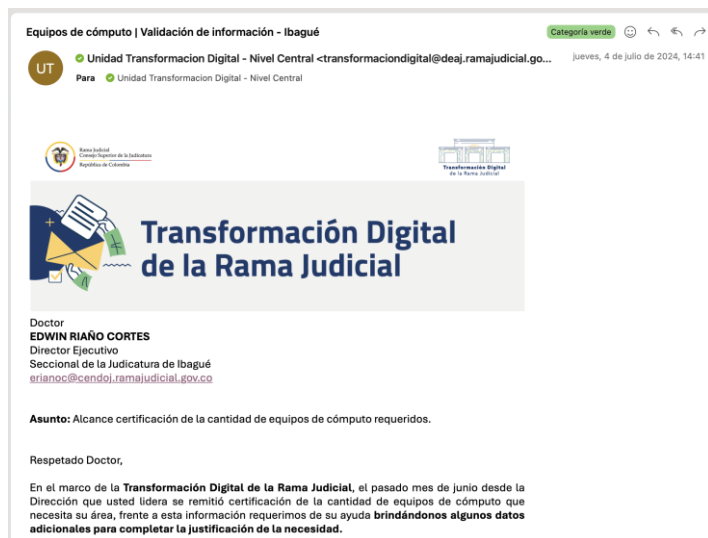 Equipos de cómputo | Validación de información - Ibagué
Categoría verde
UT
Unidad Transformacion Digital - Nivel Central <transformaciondigital@deaj.ramajudicial.go...
jueves, 4 de julio de 2024, 14:41
Para Unidad Transformacion Digital - Nivel Central
Rama Judicial
Consejo Superior de la Judicatura
República de Colombia
Transformación Digital
de la Rama Judicial
Transformación Digital
de la Rama Judicial
Doctor
EDWIN RIAÑO CORTES
Director Ejecutivo
Seccional de la Judicatura de Ibagué
erianoc@cendoj.ramajudicial.gov.co
Asunto: Alcance certificación de la cantidad de equipos de cómputo requeridos.
Respetado Doctor,
En el marco de la Transformación Digital de la Rama Judicial, el pasado mes de junio desde la
Dirección que usted lidera se remitió certificación de la cantidad de equipos de cómputo que
necesita su área, frente a esta información requerimos de su ayuda brindándonos algunos datos
adicionales para completar la justificación de la necesidad.